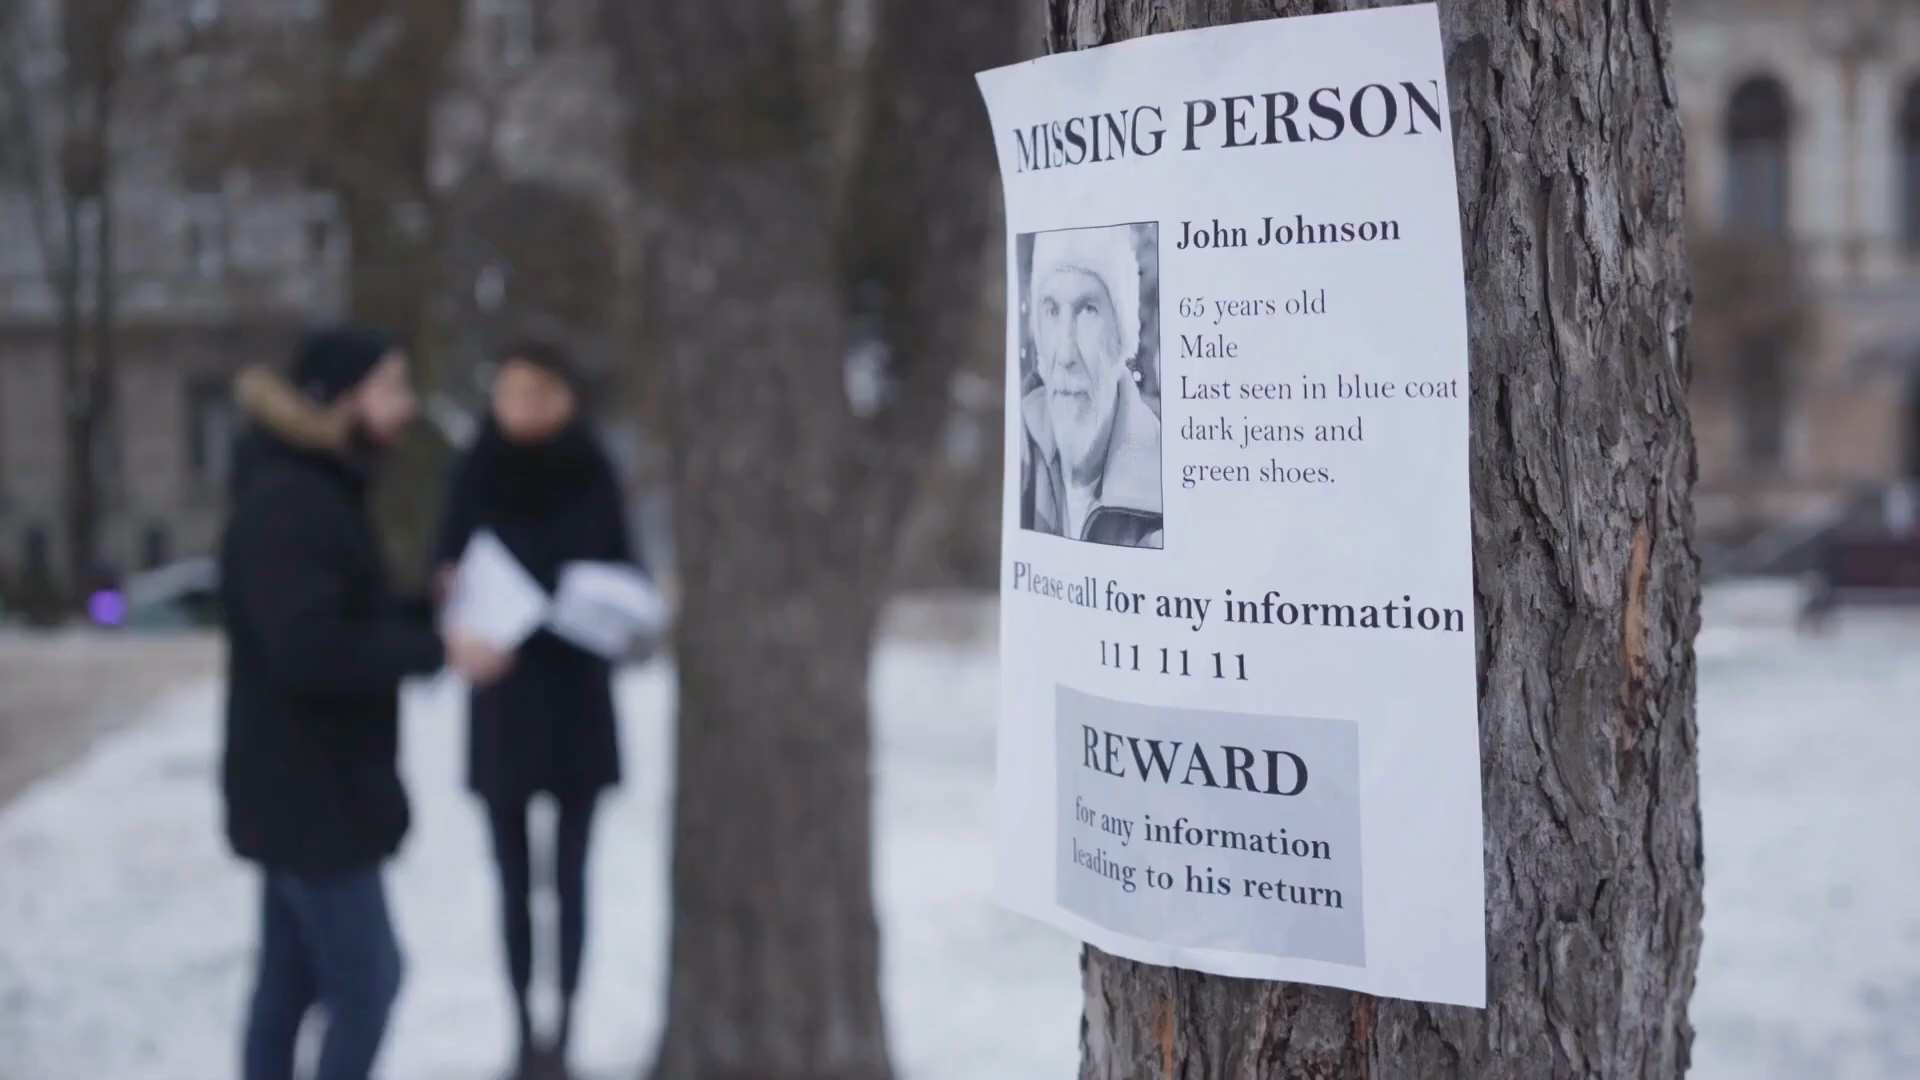 MISSING PERSON
John Johnson
65 years old
Male
Last seen in blue coat
dark jeans and
green shoes.
Please call for any information
111 11 11
REWARD
for any information
leading to his return